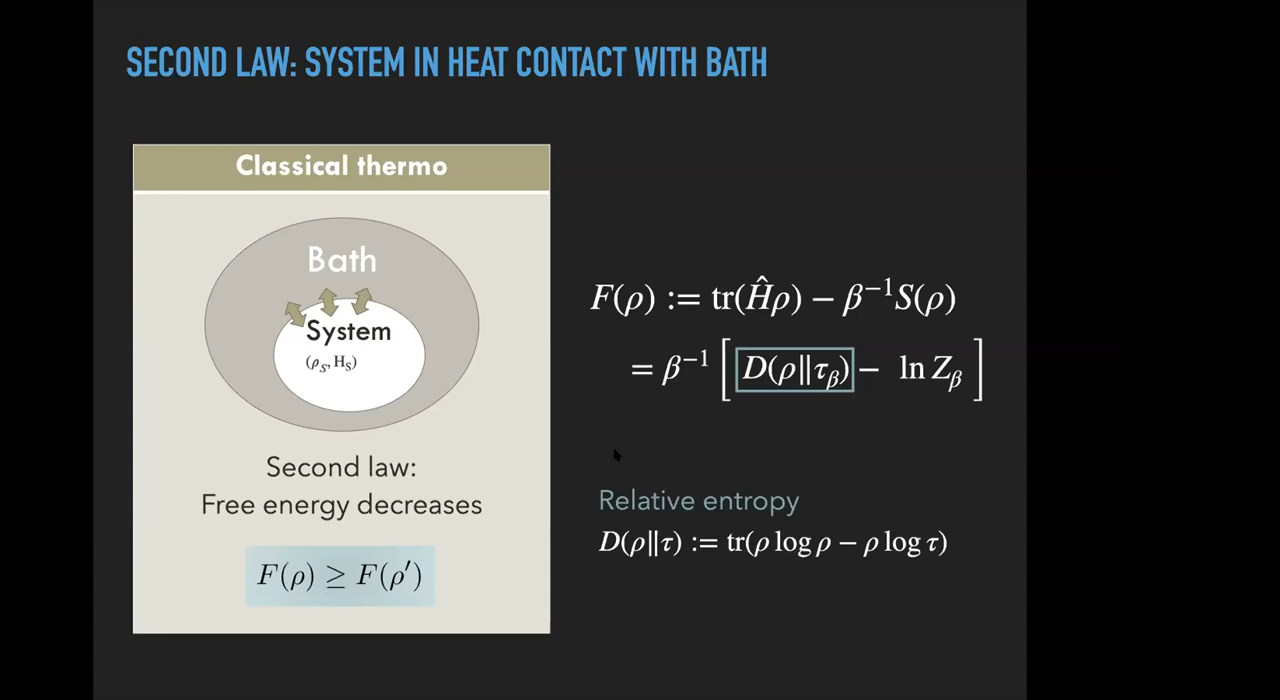 SECOND LAW: SYSTEM IN HEAT CONTACT WITH BATH
Classical thermo
Bath
System
(ρ_S, H_S)
Second law:
Free energy decreases
F(ρ) ≥ F(ρ′)
F(ρ) := tr(Ĥρ) − β⁻¹S(ρ)
= β⁻¹ [ D(ρ||τ_β) − ln Z_β ]
Relative entropy
D(ρ||τ) := tr(ρ log ρ − ρ log τ)